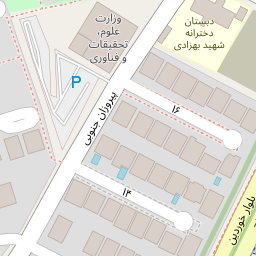 وزارت
علوم،
تحقیقات
و فناوری
دبستان
دخترانه
شهید بهزادی
P
۱۶
پیروزان جنوبی
۱۴
بلوار خوردین